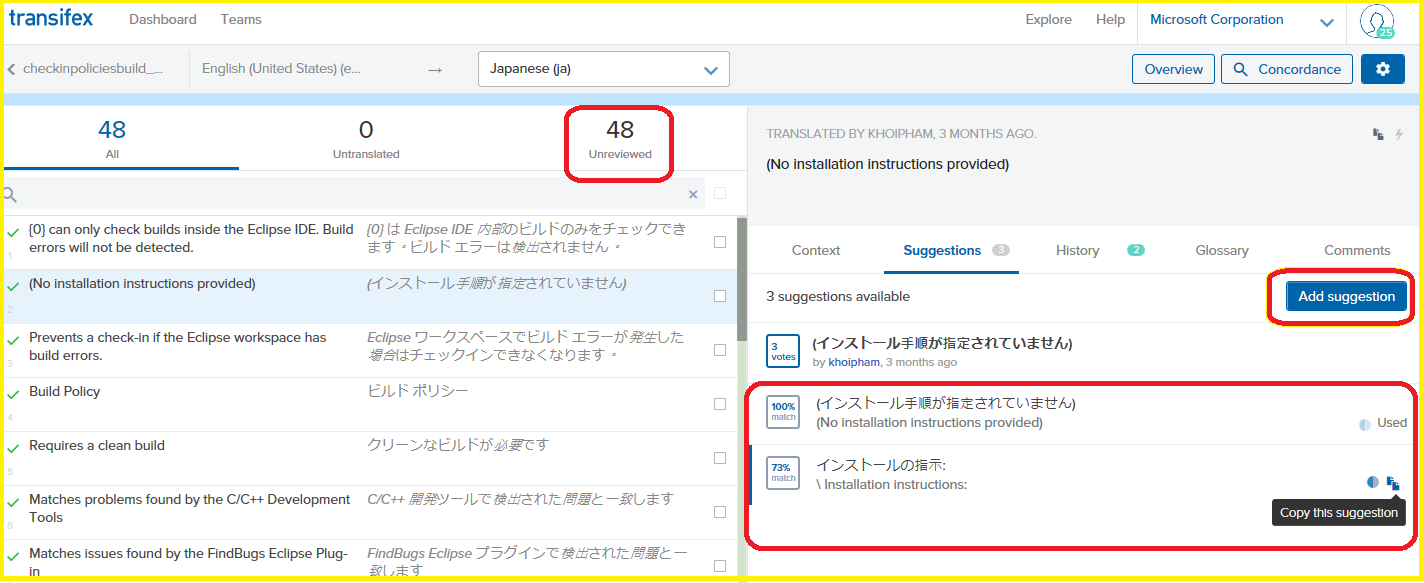 transifex Dashboard Teams Explore Help Microsoft Corporation 25
checkinpoliciesbuild_... English (United States) (e... → Japanese (ja) Overview Concordance
48 0 48
All Untranslated Unreviewed
TRANSLATED BY KHOIPHAM, 3 MONTHS AGO.
(No installation instructions provided)
{0} can only check builds inside the Eclipse IDE. Build
errors will not be detected.
1
{0} は Eclipse IDE 内部のビルドのみをチェックでき
ます。ビルド エラーは検出されません。
(No installation instructions provided)
2
(インストール手順が指定されていません)
Prevents a check-in if the Eclipse workspace has
build errors.
3
Eclipse ワークスペースでビルド エラーが発生した
場合はチェックインできなくなります。
Build Policy
4
ビルド ポリシー
Requires a clean build
5
クリーンなビルドが必要です
Matches problems found by the C/C++ Development
Tools
6
C/C++ 開発ツールで検出された問題と一致します
Matches issues found by the FindBugs Eclipse Plug-
in
FindBugs Eclipse プラグインで検出された問題と一
致します
Context Suggestions 3 History 2 Glossary Comments
3 suggestions available Add suggestion
3
votes
(インストール手順が指定されていません)
by khoipham, 3 months ago
100%
match
(インストール手順が指定されていません)
(No installation instructions provided)
Used
73%
match
インストールの指示:
\ Installation instructions:
Copy this suggestion